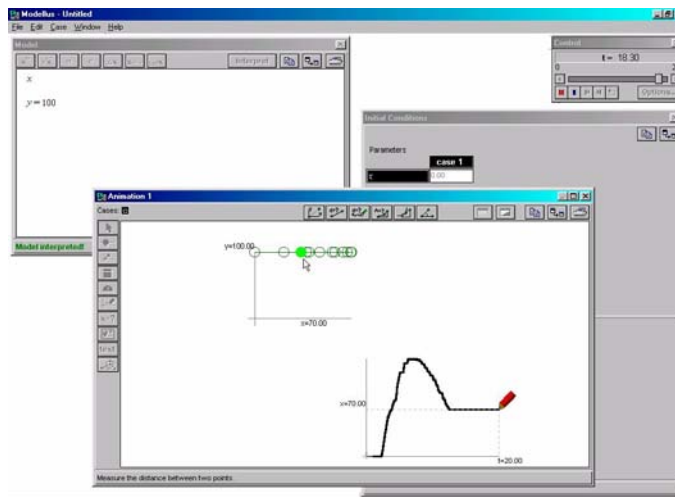 Modellus - Untitled
File Edit Case Window Help
Model
Interpret
x
y = 100
Model interpreted!
Control
t = 18.30
0
Options...
Initial Conditions
Parameters
case 1
x
0.00
Animation 1
Cases:
y=100.00
x=70.00
x=70.00
t=20.00
text
Measure the distance between two points